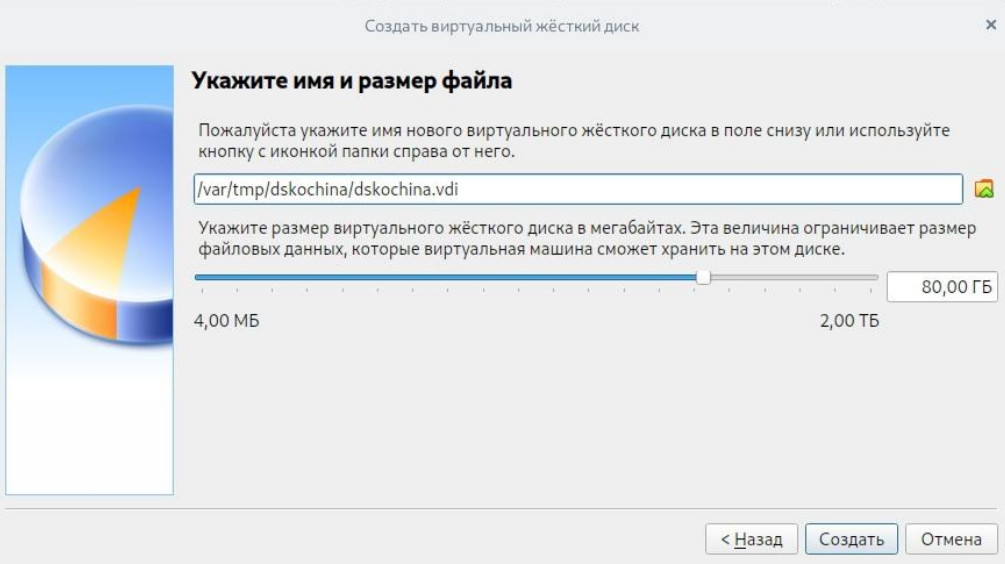 Создать виртуальный жёсткий диск
Укажите имя и размер файла
Пожалуйста укажите имя нового виртуального жёсткого диска в поле снизу или используйте
кнопку с иконкой папки справа от него.
/var/tmp/dskochina/dskochina.vdi
Укажите размер виртуального жёсткого диска в мегабайтах. Эта величина ограничивает размер
файловых данных, которые виртуальная машина сможет хранить на этом диске.
80,00 ГБ
4,00 МБ 2,00 ТБ
< Назад Создать Отмена